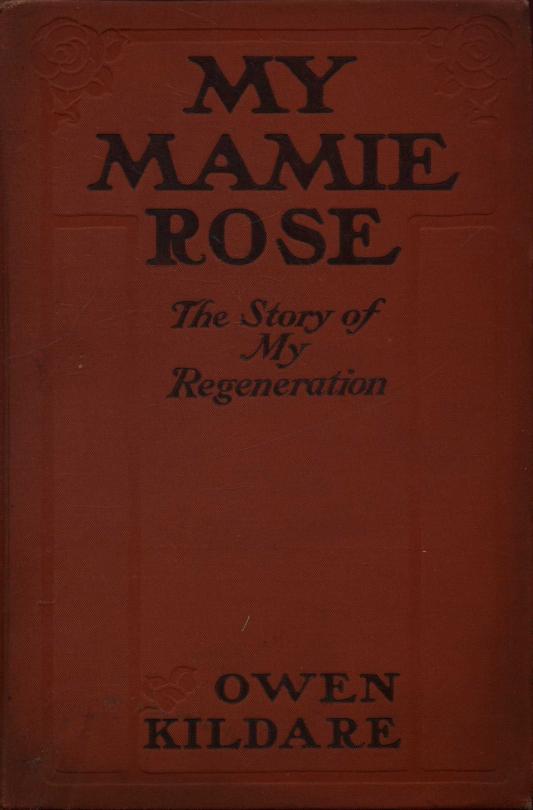 MY
MAMIE
ROSE
The Story of
My
Regeneration
OWEN
KILDARE